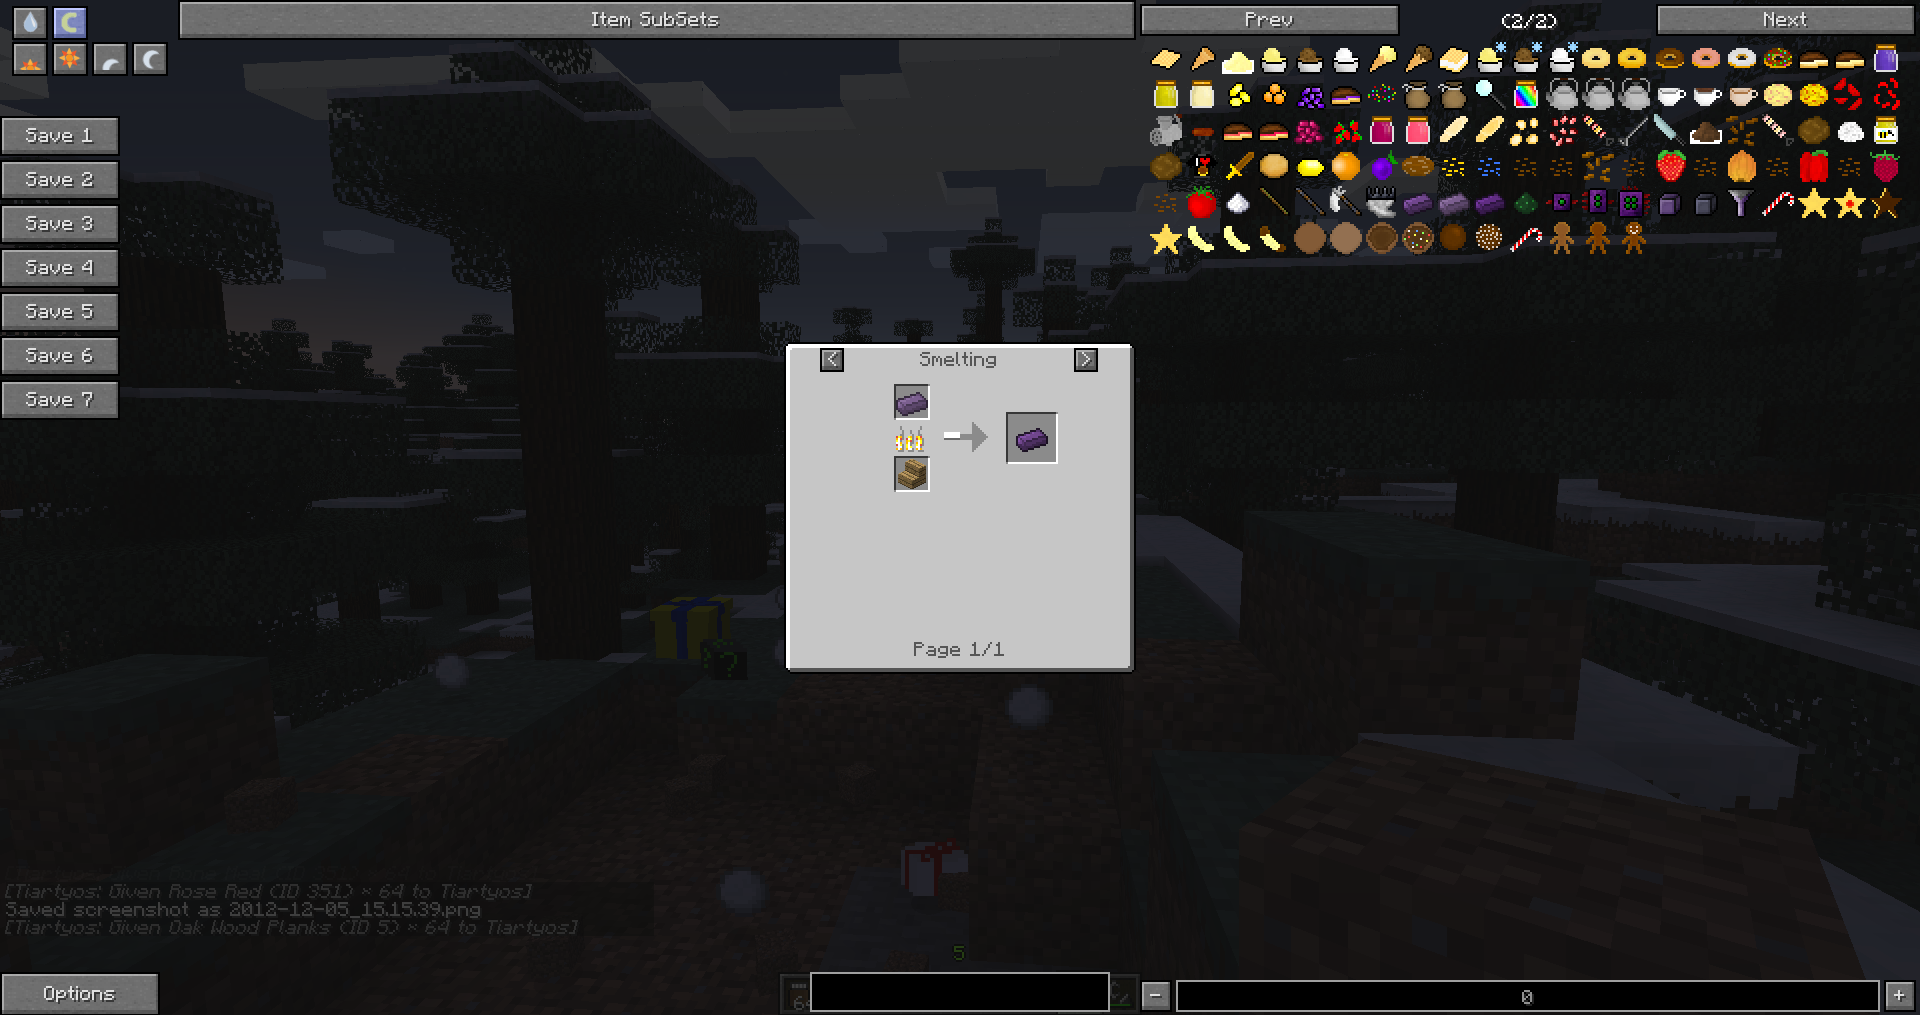 Item SubSets
Prev
(2/2)
Next
Save 1
Save 2
Save 3
Save 4
Save 5
Save 6
Save 7
<
Smelting
>
Page 1/1
[Tiartyos: Given Rose Red (ID 351) × 64 to Tiartyos]
Saved screenshot as 2012-12-05_15.15.39.png
[Tiartyos: Given Oak Wood Planks (ID 5) × 64 to Tiartyos]
5
Options
-
0
+